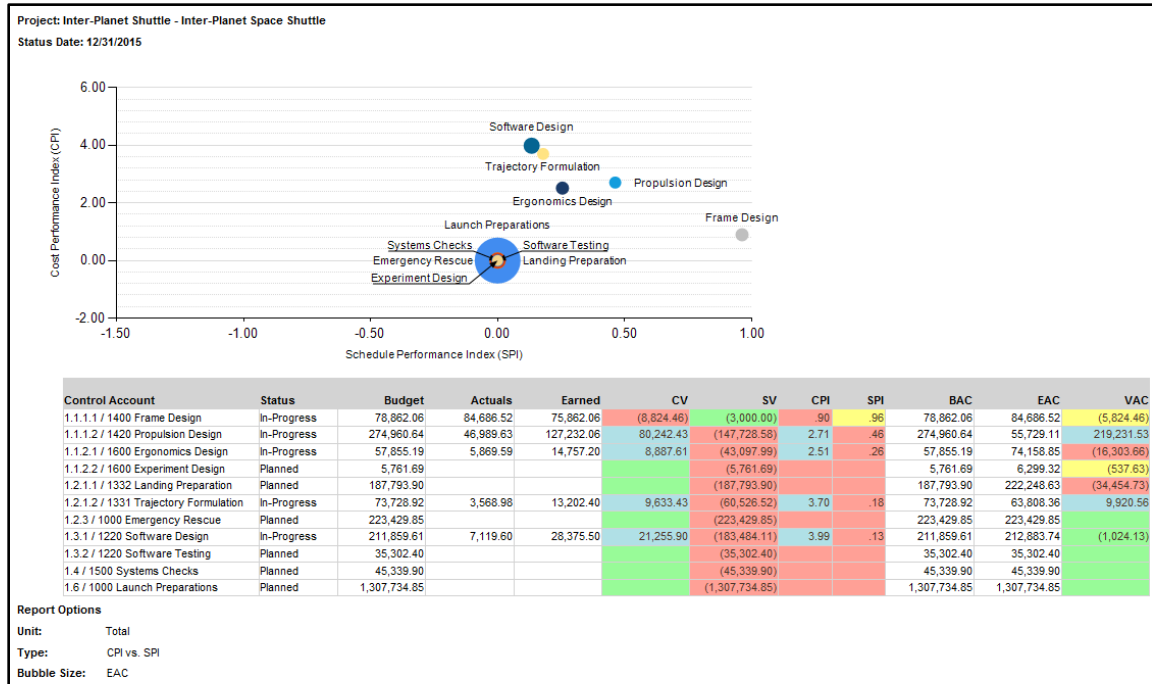 Project: Inter-Planet Shuttle - Inter-Planet Space Shuttle
Status Date: 12/31/2015
6.00
4.00
2.00
0.00
-2.00
Cost Performance Index (CPI)
Software Design
Trajectory Formulation
Propulsion Design
Ergonomics Design
Frame Design
Launch Preparations
Systems Checks Software Testing
Emergency Rescue Landing Preparation
Experiment Design
-1.50 -1.00 -0.50 0.00 0.50 1.00
Schedule Performance Index (SPI)
Control Account Status Budget Actuals Earned CV SV CPI SPI BAC EAC VAC
1.1.1.1 / 1400 Frame Design In-Progress 78,862.06 84,686.52 75,862.06 (8,824.46) (3,000.00) .90 .96 78,862.06 84,686.52 (5,824.46)
1.1.1.2 / 1420 Propulsion Design In-Progress 274,960.64 46,989.63 127,232.06 80,242.43 (147,728.58) 2.71 .46 274,960.64 55,729.11 219,231.53
1.1.2.1 / 1600 Ergonomics Design In-Progress 57,855.19 5,869.59 14,757.20 8,887.61 (43,097.99) 2.51 .26 57,855.19 74,158.85 (16,303.66)
1.1.2.2 / 1600 Experiment Design Planned 5,761.69 (5,761.69) 5,761.69 6,299.32 (537.63)
1.2.1.1 / 1332 Landing Preparation Planned 187,793.90 (187,793.90) 187,793.90 222,248.63 (34,454.73)
1.2.1.2 / 1331 Trajectory Formulation In-Progress 73,728.92 3,568.98 13,202.40 9,633.43 (60,526.52) 3.70 .18 73,728.92 63,808.36 9,920.56
1.2.3 / 1000 Emergency Rescue Planned 223,429.85 (223,429.85) 223,429.85 223,429.85
1.3.1 / 1220 Software Design In-Progress 211,859.61 7,119.60 28,375.50 21,255.90 (183,484.11) 3.99 .13 211,859.61 212,883.74 (1,024.13)
1.3.2 / 1220 Software Testing Planned 35,302.40 (35,302.40) 35,302.40 35,302.40
1.4 / 1500 Systems Checks Planned 45,339.90 (45,339.90) 45,339.90 45,339.90
1.6 / 1000 Launch Preparations Planned 1,307,734.85 (1,307,734.85) 1,307,734.85 1,307,734.85
Report Options
Unit: Total
Type: CPI vs. SPI
Bubble Size: EAC